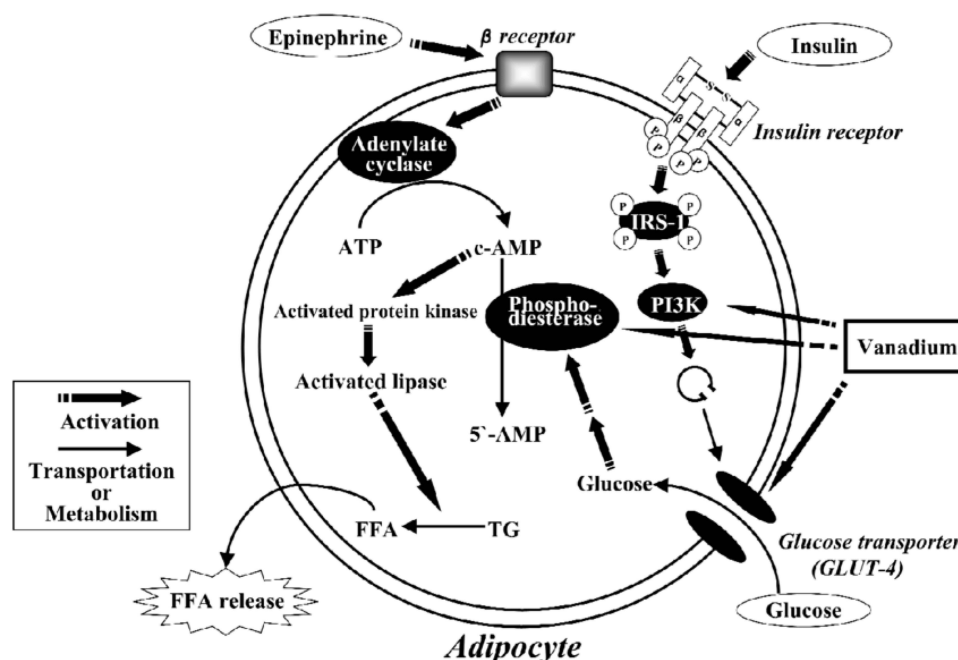 Epinephrine
β receptor
Insulin
α
S-S
α
β
β
Insulin receptor
P
P
P
P
Adenylate
cyclase
P
P
IRS-1
P
P
ATP
c-AMP
Activated protein kinase
Phospho-
diesterase
PI3K
Vanadium
Activated lipase
Activation
Transportation
or
Metabolism
5`-AMP
Glucose
FFA
TG
Glucose transporter
(GLUT-4)
FFA release
Glucose
Adipocyte